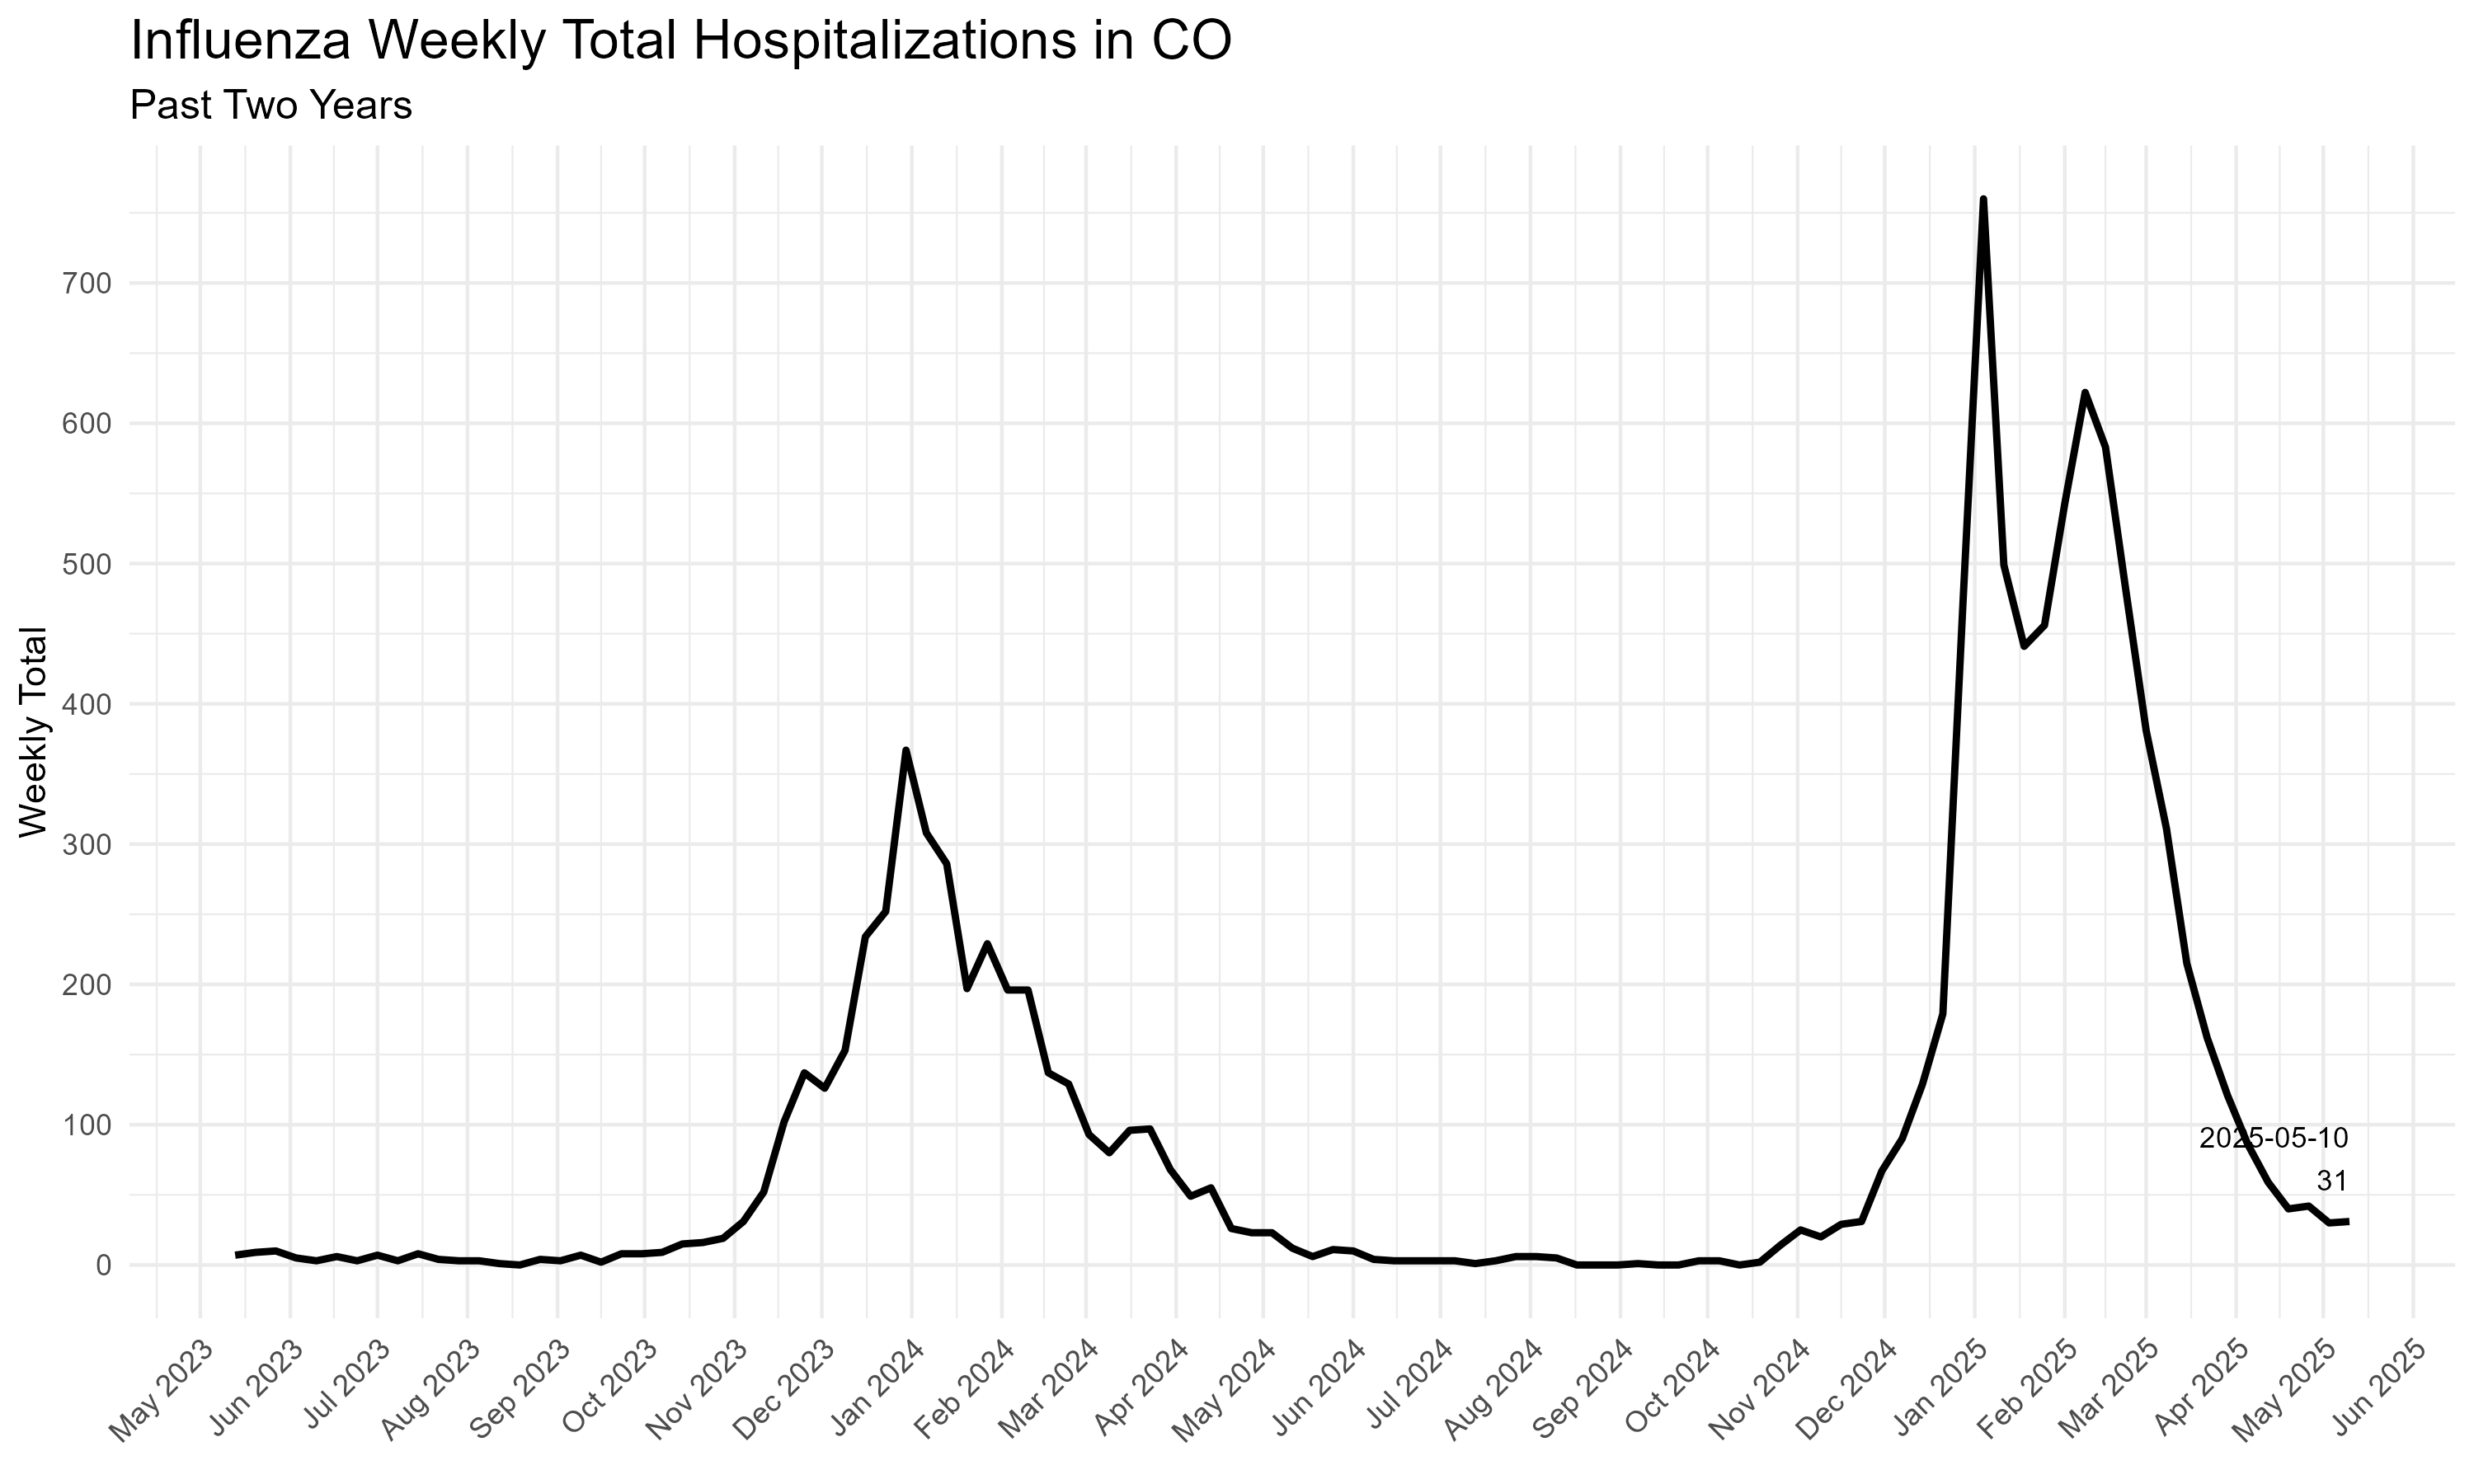 Influenza Weekly Total Hospitalizations in CO
Past Two Years
Weekly Total
700
600
500
400
300
200
100
0
2025-05-10
31
May 2023
Jun 2023
Jul 2023
Aug 2023
Sep 2023
Oct 2023
Nov 2023
Dec 2023
Jan 2024
Feb 2024
Mar 2024
Apr 2024
May 2024
Jun 2024
Jul 2024
Aug 2024
Sep 2024
Oct 2024
Nov 2024
Dec 2024
Jan 2025
Feb 2025
Mar 2025
Apr 2025
May 2025
Jun 2025